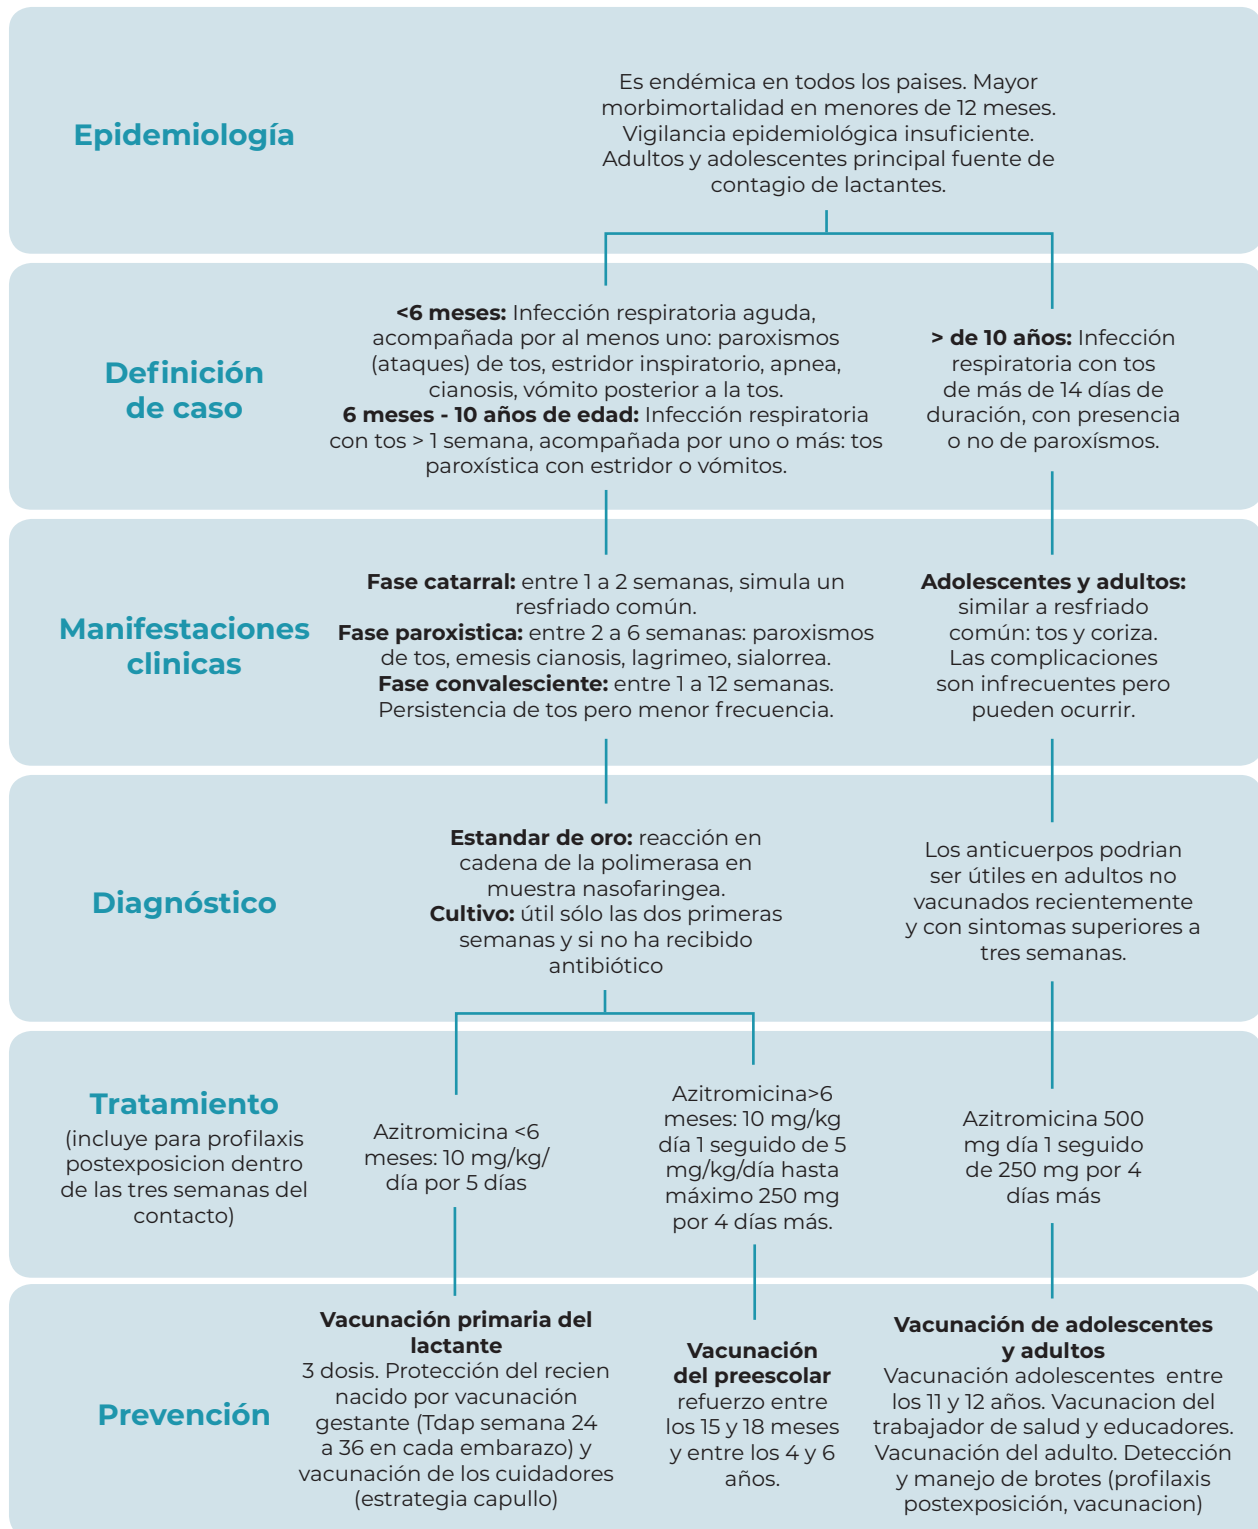 Epidemiología
Es endémica en todos los paises. Mayor
morbimortalidad en menores de 12 meses.
Vigilancia epidemiológica insuficiente.
Adultos y adolescentes principal fuente de
contagio de lactantes.
Definición
de caso
<6 meses: Infección respiratoria aguda,
acompañada por al menos uno: paroxismos
(ataques) de tos, estridor inspiratorio, apnea,
cianosis, vómito posterior a la tos.
6 meses - 10 años de edad: Infección respiratoria
con tos > 1 semana, acompañada por uno o más: tos
paroxística con estridor o vómitos.
> de 10 años: Infección
respiratoria con tos
de más de 14 días de
duración, con presencia
o no de paroxísmos.
Manifestaciones
clinicas
Fase catarral: entre 1 a 2 semanas, simula un
resfriado común.
Fase paroxistica: entre 2 a 6 semanas: paroxismos
de tos, emesis cianosis, lagrimeo, sialorrea.
Fase convalesciente: entre 1 a 12 semanas.
Persistencia de tos pero menor frecuencia.
Adolescentes y adultos:
similar a resfriado
común: tos y coriza.
Las complicaciones
son infrecuentes pero
pueden ocurrir.
Diagnóstico
Estandar de oro: reacción en
cadena de la polimerasa en
muestra nasofaringea.
Cultivo: útil sólo las dos primeras
semanas y si no ha recibido
antibiótico
Los anticuerpos podrian
ser útiles en adultos no
vacunados recientemente
y con sintomas superiores a
tres semanas.
Tratamiento
(incluye para profilaxis
postexposicion dentro
de las tres semanas del
contacto)
Azitromicina <6
meses: 10 mg/kg/
día por 5 días
Azitromicina>6
meses: 10 mg/kg
día 1 seguido de 5
mg/kg/día hasta
máximo 250 mg
por 4 días más.
Azitromicina 500
mg día 1 seguido
de 250 mg por 4
días más
Prevención
Vacunación primaria del
lactante
3 dosis. Protección del recien
nacido por vacunación
gestante (Tdap semana 24
a 36 en cada embarazo) y
vacunación de los cuidadores
(estrategia capullo)
Vacunación
del preescolar
refuerzo entre
los 15 y 18 meses
y entre los 4 y 6
años.
Vacunación de adolescentes
y adultos
Vacunación adolescentes entre
los 11 y 12 años. Vacunacion del
trabajador de salud y educadores.
Vacunación del adulto. Detección
y manejo de brotes (profilaxis
postexposición, vacunacion)